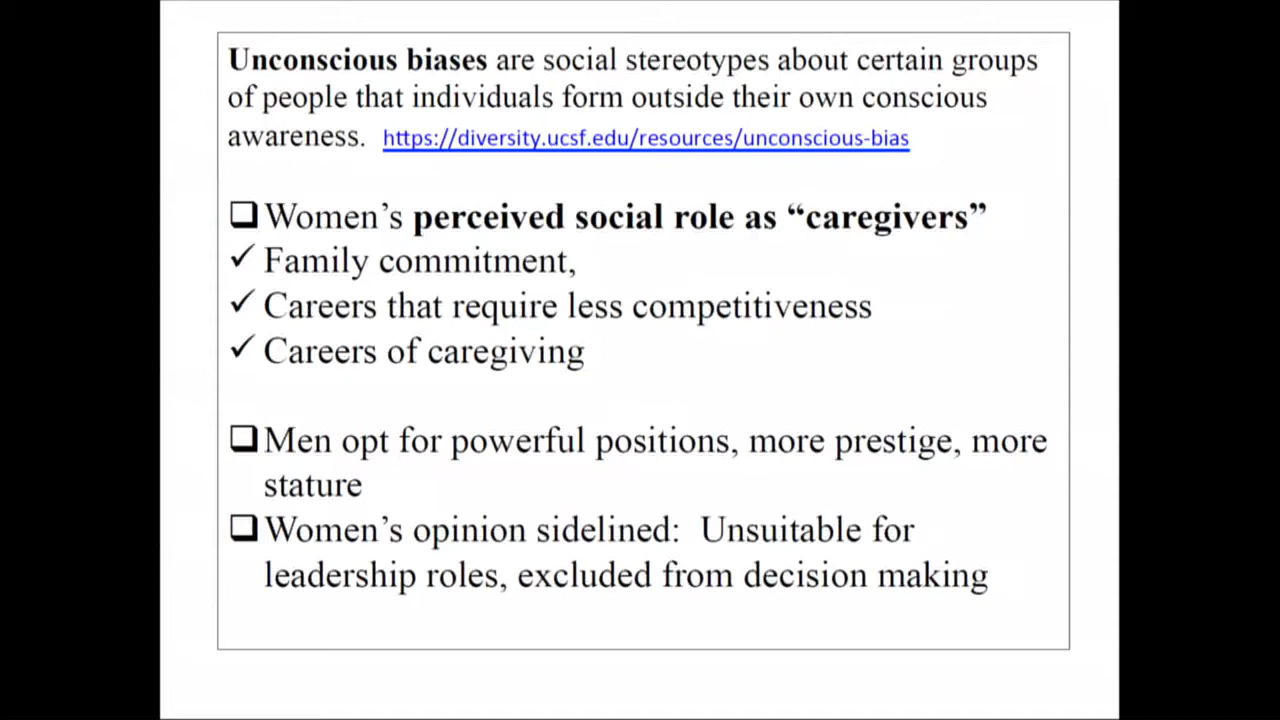 Unconscious biases are social stereotypes about certain groups
of people that individuals form outside their own conscious
awareness. https://diversity.ucsf.edu/resources/unconscious-bias
❑ Women’s perceived social role as “caregivers”
✓ Family commitment,
✓ Careers that require less competitiveness
✓ Careers of caregiving
❑ Men opt for powerful positions, more prestige, more
stature
❑ Women’s opinion sidelined: Unsuitable for
leadership roles, excluded from decision making